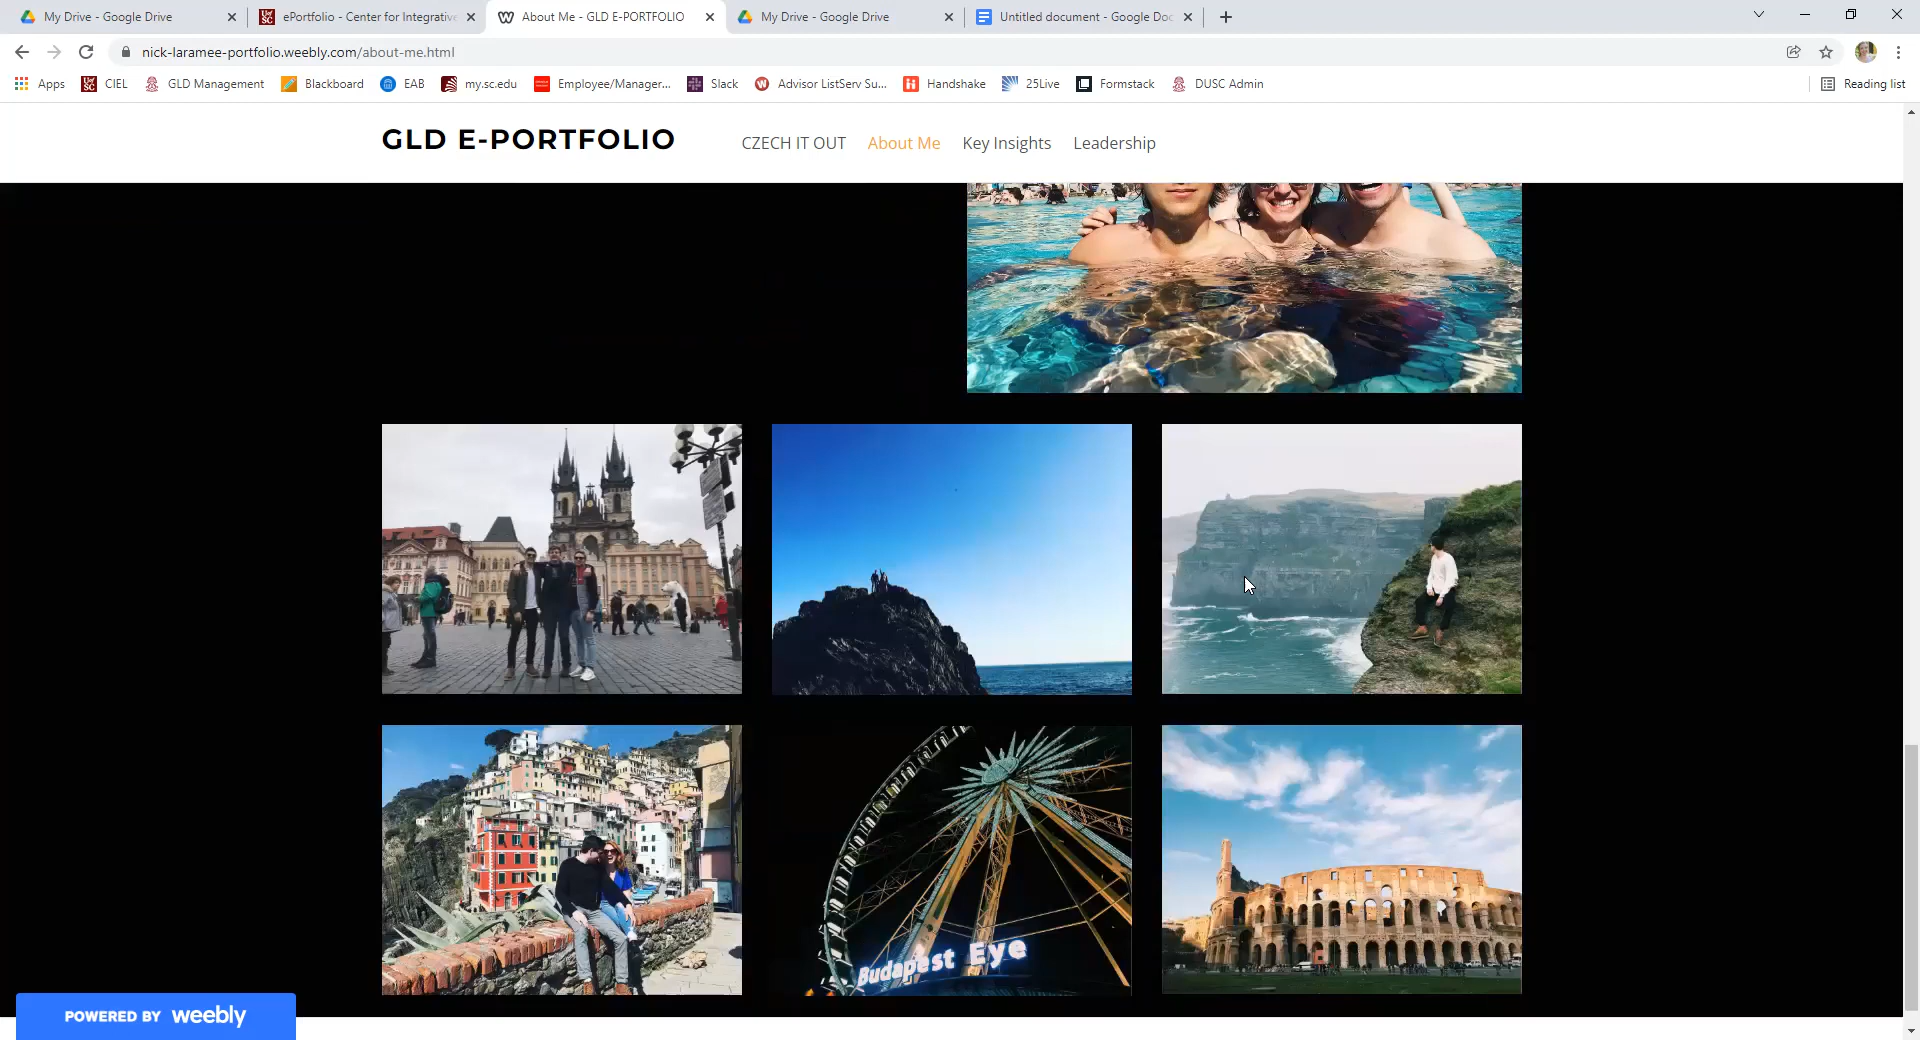 My Drive - Google Drive
ePortfolio - Center for Integrative
About Me - GLD E-PORTFOLIO
My Drive - Google Drive
Untitled document - Google Doc
nick-laramee-portfolio.weebly.com/about-me.html
Apps
CIEL
GLD Management
Blackboard
EAB
my.sc.edu
Employee/Manager...
Slack
Advisor ListServ Su...
Handshake
25Live
Formstack
DUSC Admin
Reading list
GLD E-PORTFOLIO
CZECH IT OUT
About Me
Key Insights
Leadership
Budapest Eye
POWERED BY weebly